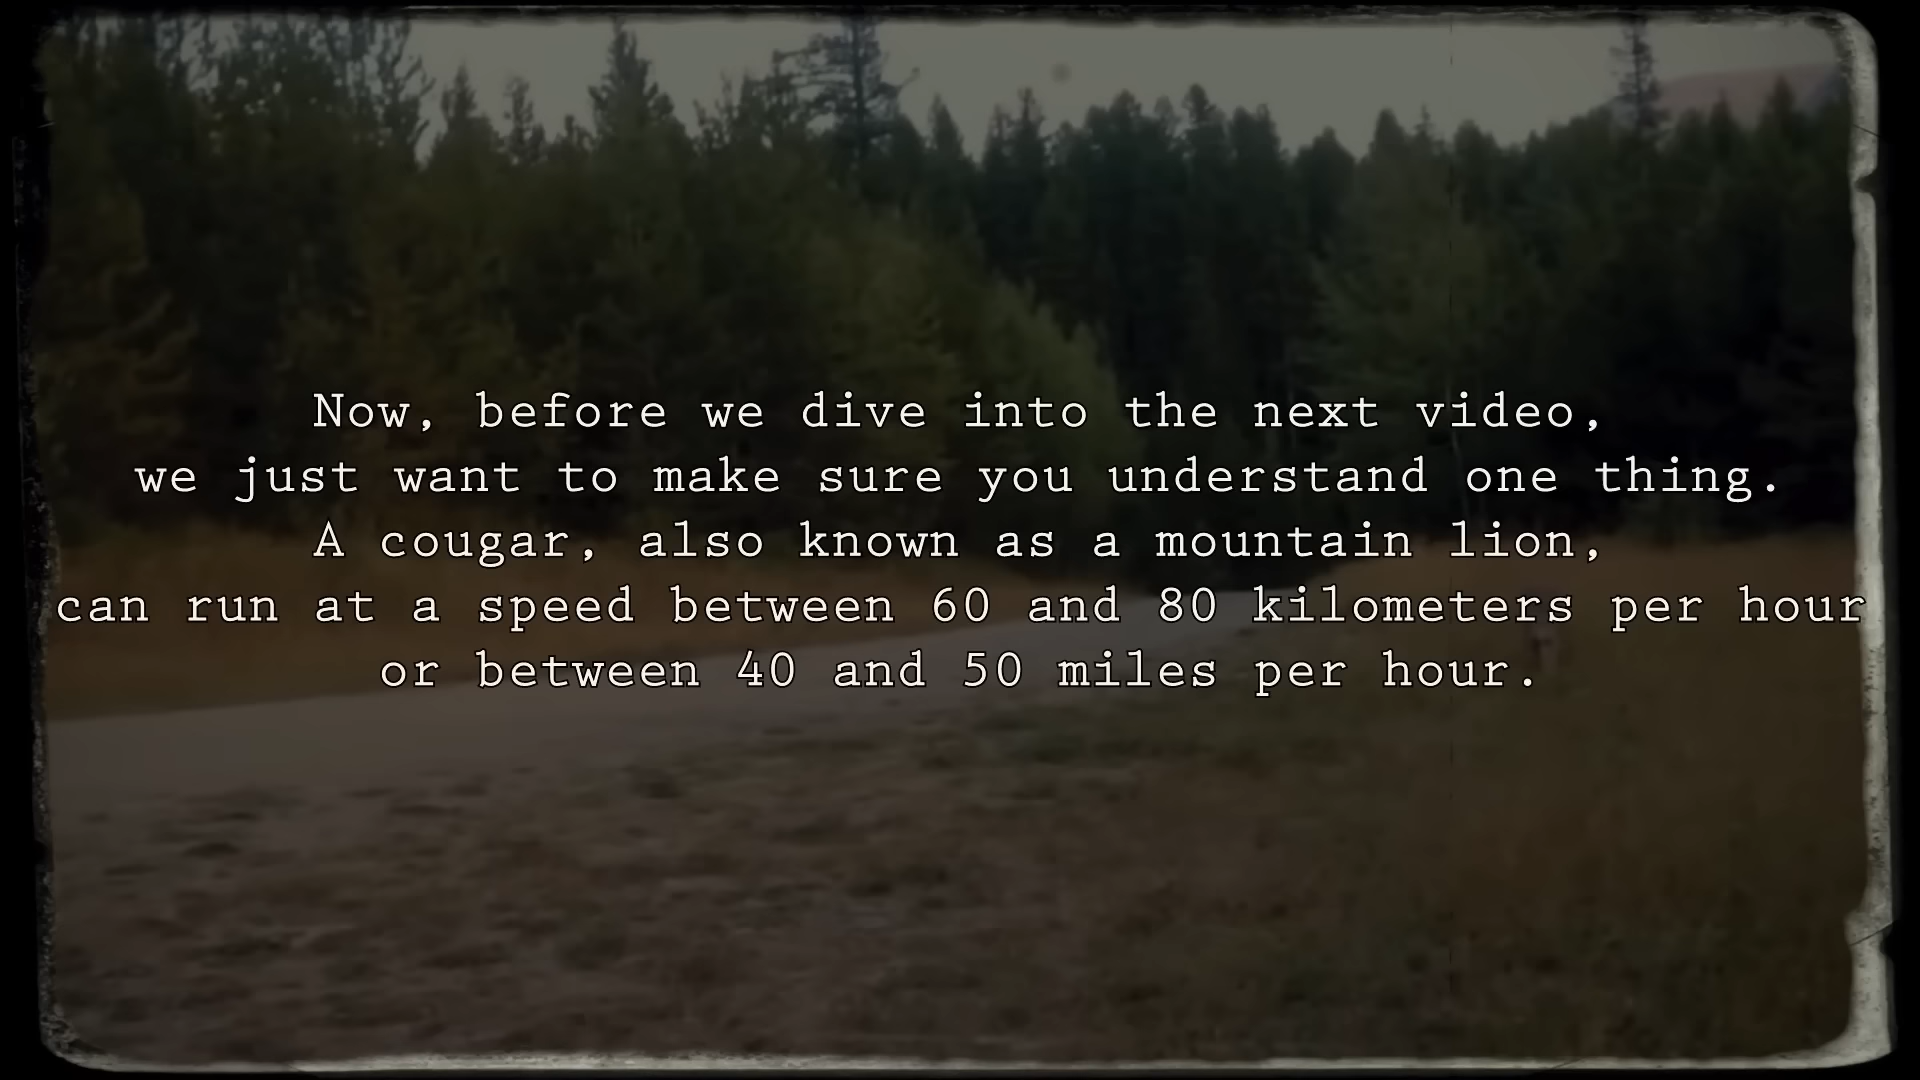 Now, before we dive into the next video,
we just want to make sure you understand one thing.
A cougar, also known as a mountain lion,
can run at a speed between 60 and 80 kilometers per hour
or between 40 and 50 miles per hour.